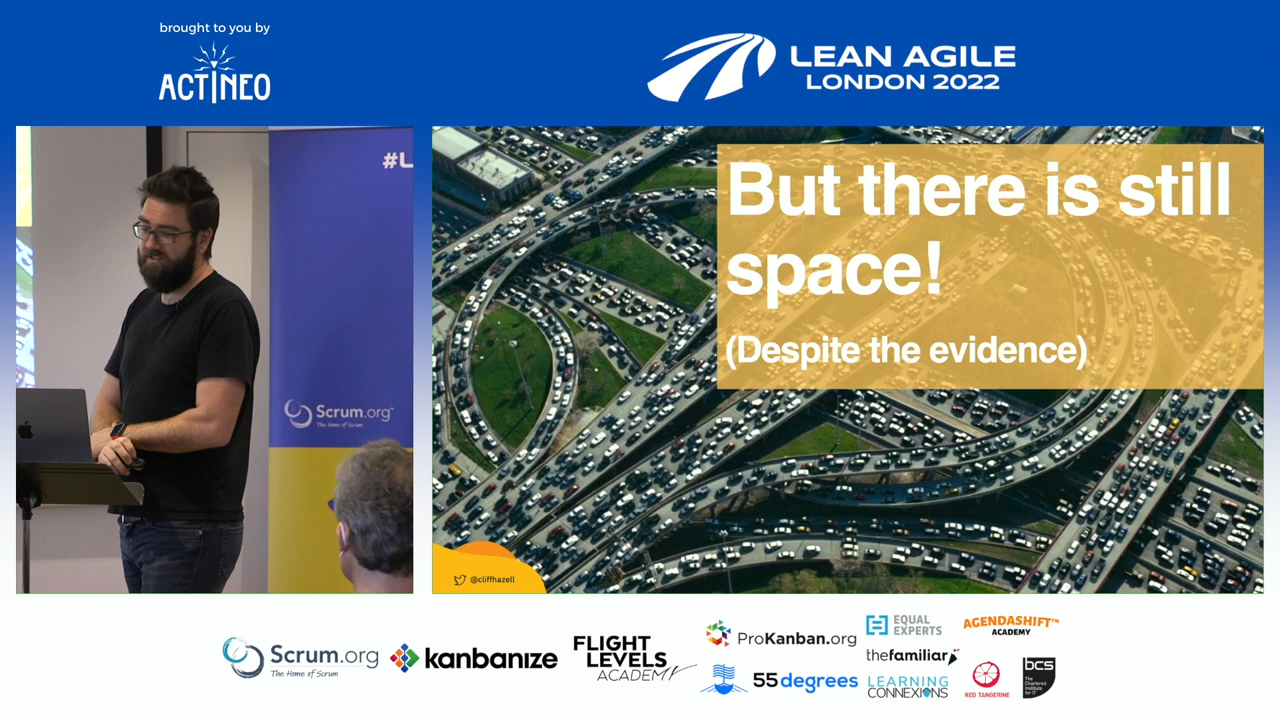 brought to you by
ACTINEO
LEAN AGILE
LONDON 2022
#L
Scrum.org™
The Home of Scrum
But there is still
space!
(Despite the evidence)
@cliffhazell
Scrum.org
The Home of Scrum
kanbanize
FLIGHT
LEVELS
ACADEMY
ProKanban.org
55degrees
EQUAL
EXPERTS
thefamiliar
LEARNING
CONNEXIONS
AGENDASHIFT™
ACADEMY
RED TANGERINE
bcs
The
Chartered
Institute
for IT